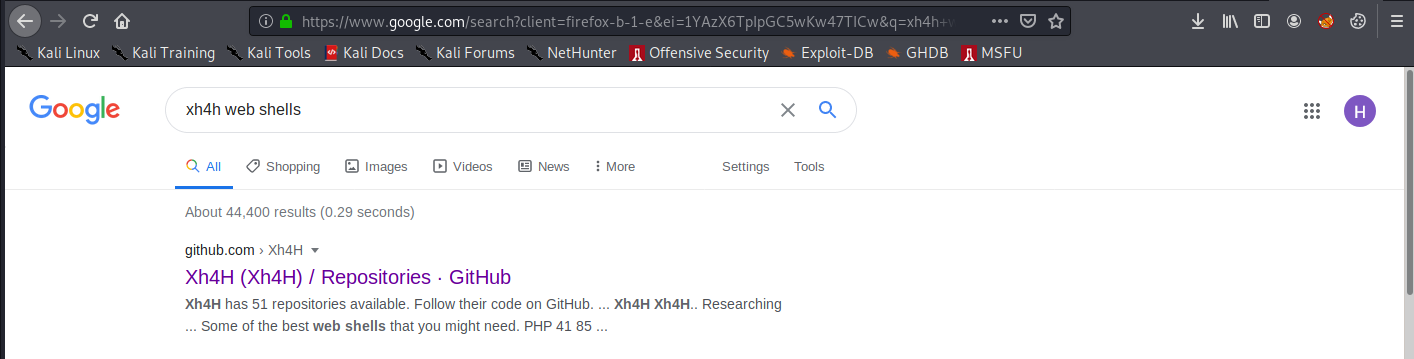 https://www.google.com/search?client=firefox-b-1-e&ei=1YAzX6TpIpGC5wKw47TICw&q=xh4h+w
Kali Linux Kali Training Kali Tools Kali Docs Kali Forums NetHunter Offensive Security Exploit-DB GHDB MSFU
Google xh4h web shells H
All Shopping Images Videos News More Settings Tools
About 44,400 results (0.29 seconds)
github.com › Xh4H
Xh4H (Xh4H) / Repositories · GitHub
Xh4H has 51 repositories available. Follow their code on GitHub. ... Xh4H Xh4H.. Researching
... Some of the best web shells that you might need. PHP 41 85 ...